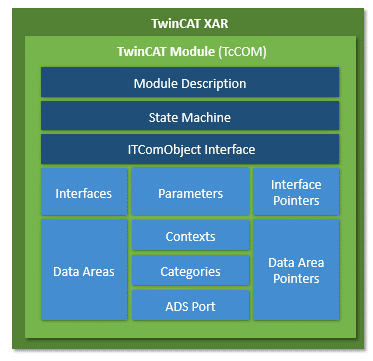 TwinCAT XAR
TwinCAT Module (TcCOM)
Module Description
State Machine
ITComObject Interface
Interfaces
Parameters
Interface
Pointers
Data Areas
Contexts
Categories
ADS Port
Data Area
Pointers